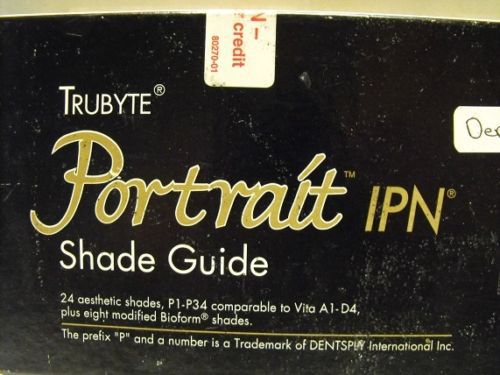 N –
* credit
80270-01
TRUBYTE®
Portrait™ IPN®
Shade Guide
24 aesthetic shades, P1-P34 comparable to Vita A1-D4,
plus eight modified Bioform® shades.
The prefix "P" and a number is a Trademark of DENTSPLY International Inc.